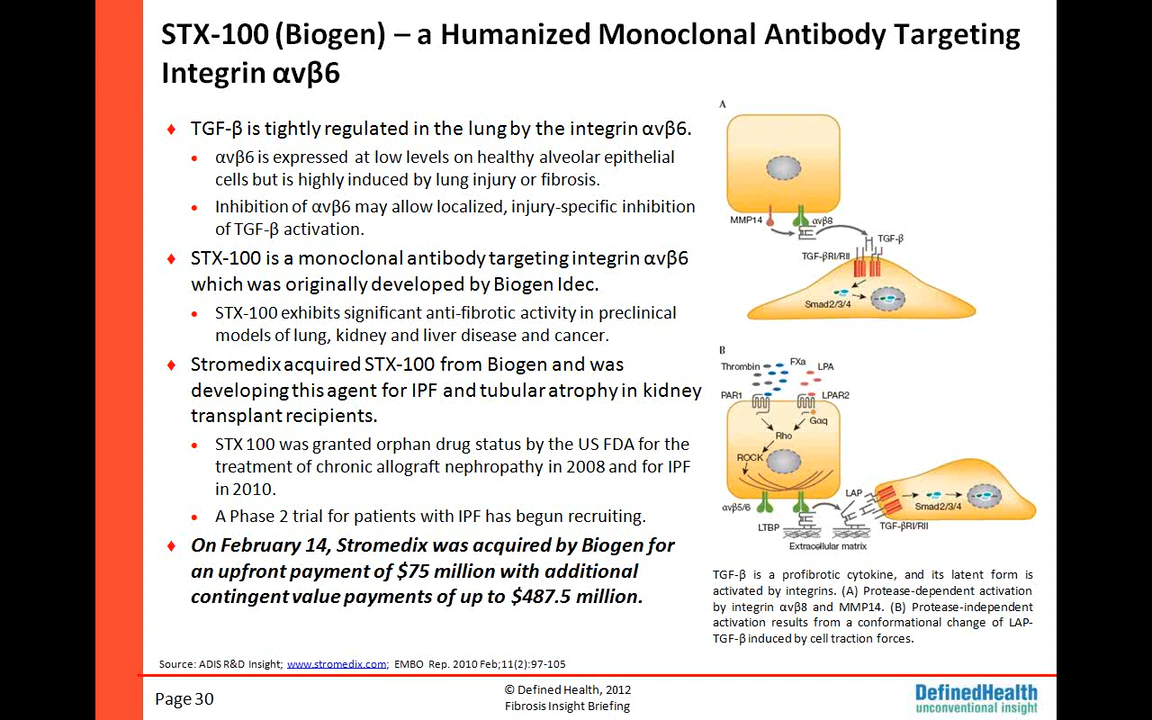 STX-100 (Biogen) – a Humanized Monoclonal Antibody Targeting
Integrin αvβ6
♦ TGF-β is tightly regulated in the lung by the integrin αvβ6.
• αvβ6 is expressed at low levels on healthy alveolar epithelial
cells but is highly induced by lung injury or fibrosis.
• Inhibition of αvβ6 may allow localized, injury-specific inhibition
of TGF-β activation.
♦ STX-100 is a monoclonal antibody targeting integrin αvβ6
which was originally developed by Biogen Idec.
• STX-100 exhibits significant anti-fibrotic activity in preclinical
models of lung, kidney and liver disease and cancer.
♦ Stromedix acquired STX-100 from Biogen and was
developing this agent for IPF and tubular atrophy in kidney
transplant recipients.
• STX 100 was granted orphan drug status by the US FDA for the
treatment of chronic allograft nephropathy in 2008 and for IPF
in 2010.
• A Phase 2 trial for patients with IPF has begun recruiting.
♦ On February 14, Stromedix was acquired by Biogen for
an upfront payment of $75 million with additional
contingent value payments of up to $487.5 million.
A
MMP14
αvβ8
TGF-β
TGF-βRI/RII
Smad2/3/4
B
Thrombin
FXa
LPA
PAR1
LPAR2
Gαq
Rho
ROCK
αvβ5/6
LAP
LTBP
Smad2/3/4
TGF-βRI/RII
Extracellular matrix
TGF-β is a profibrotic cytokine, and its latent form is
activated by integrins. (A) Protease-dependent activation
by integrin αvβ8 and MMP14. (B) Protease-independent
activation results from a conformational change of LAP-
TGF-β induced by cell traction forces.
Source: ADIS R&D Insight; www.stromedix.com; EMBO Rep. 2010 Feb;11(2):97-105
Page 30
© Defined Health, 2012
Fibrosis Insight Briefing
DefinedHealth
unconventional insight